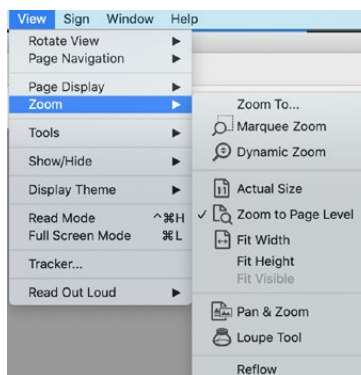 View Sign Window Help
Rotate View
Page Navigation
Page Display
Zoom
Tools
Show/Hide
Display Theme
Read Mode ^⌘H
Full Screen Mode ⌘L
Tracker...
Read Out Loud
Zoom To...
Marquee Zoom
Dynamic Zoom
Actual Size
✓ Zoom to Page Level
Fit Width
Fit Height
Fit Visible
Pan & Zoom
Loupe Tool
Reflow